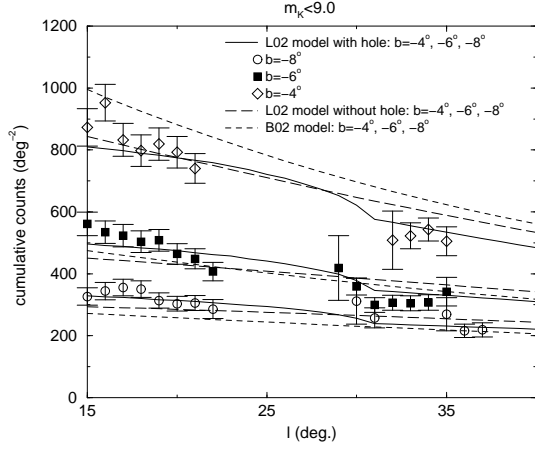 m_K<9.0
L02 model with hole: b=−4°, −6°, −8°
b=−8°
b=−6°
b=−4°
L02 model without hole: b=−4°, −6°, −8°
B02 model: b=−4°, −6°, −8°
cumulative counts (deg⁻²)
1200
1000
800
600
400
200
0
15
25
35
l (deg.)